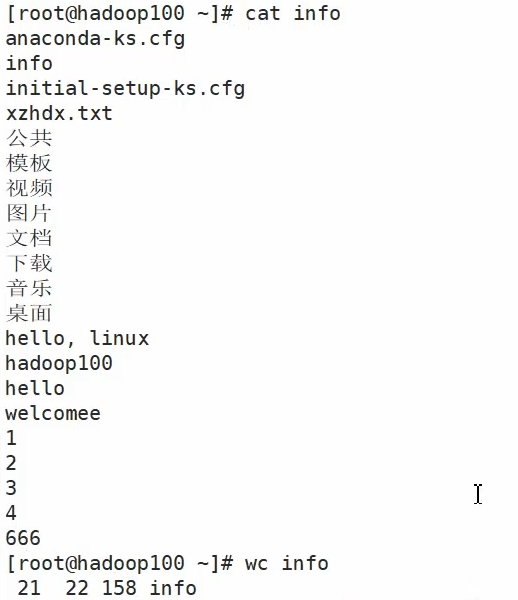 [root@hadoop100 ~]# cat info
anaconda-ks.cfg
info
initial-setup-ks.cfg
xzhdx.txt
公共
模板
视频
图片
文档
下载
音乐
桌面
hello, linux
hadoop100
hello
welcomee
1
2
3
4
666
[root@hadoop100 ~]# wc info
 21  22 158 info